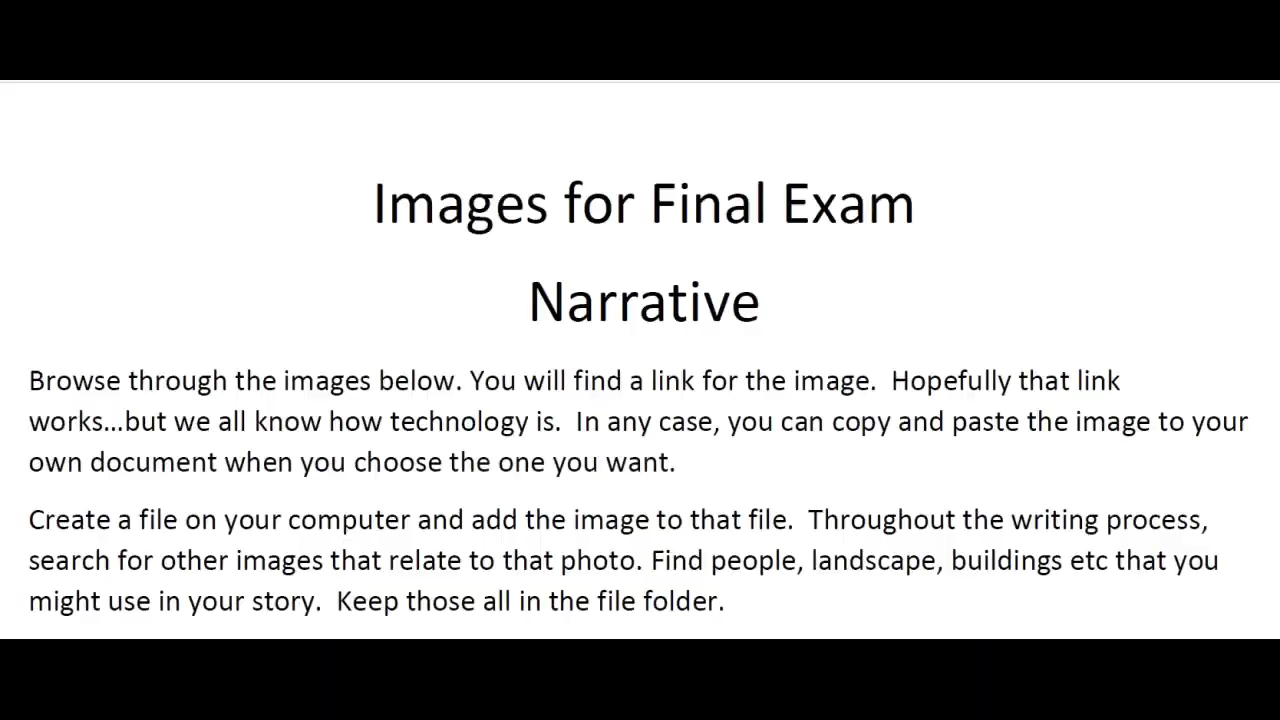 Images for Final Exam
Narrative
Browse through the images below. You will find a link for the image.  Hopefully that link
works...but we all know how technology is.  In any case, you can copy and paste the image to your
own document when you choose the one you want.
Create a file on your computer and add the image to that file.  Throughout the writing process,
search for other images that relate to that photo. Find people, landscape, buildings etc that you
might use in your story.  Keep those all in the file folder.